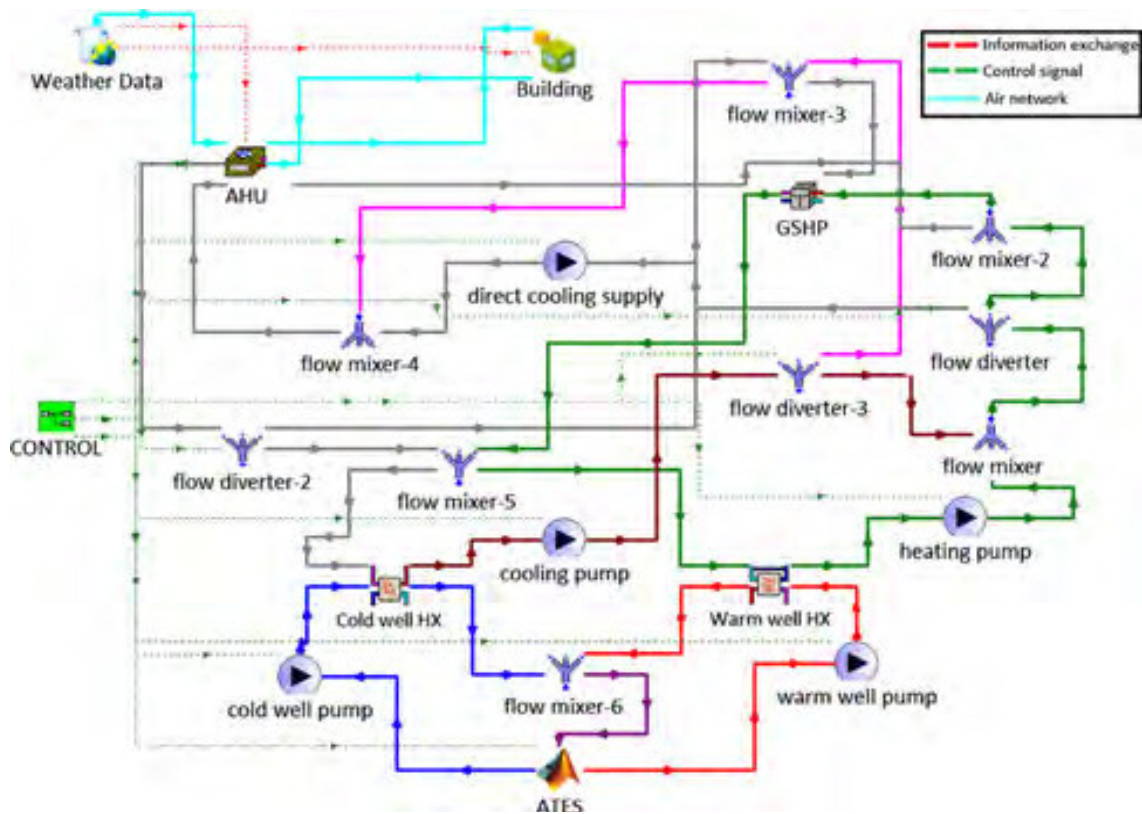 Information exchange
Control signal
Air network
Weather Data
Building
flow mixer-3
AHU
GSHP
flow mixer-2
direct cooling supply
flow mixer-4
flow diverter
flow diverter-3
CONTROL
flow diverter-2
flow mixer-5
flow mixer
cooling pump
heating pump
Cold well HX
Warm well HX
cold well pump
flow mixer-6
warm well pump
ATES